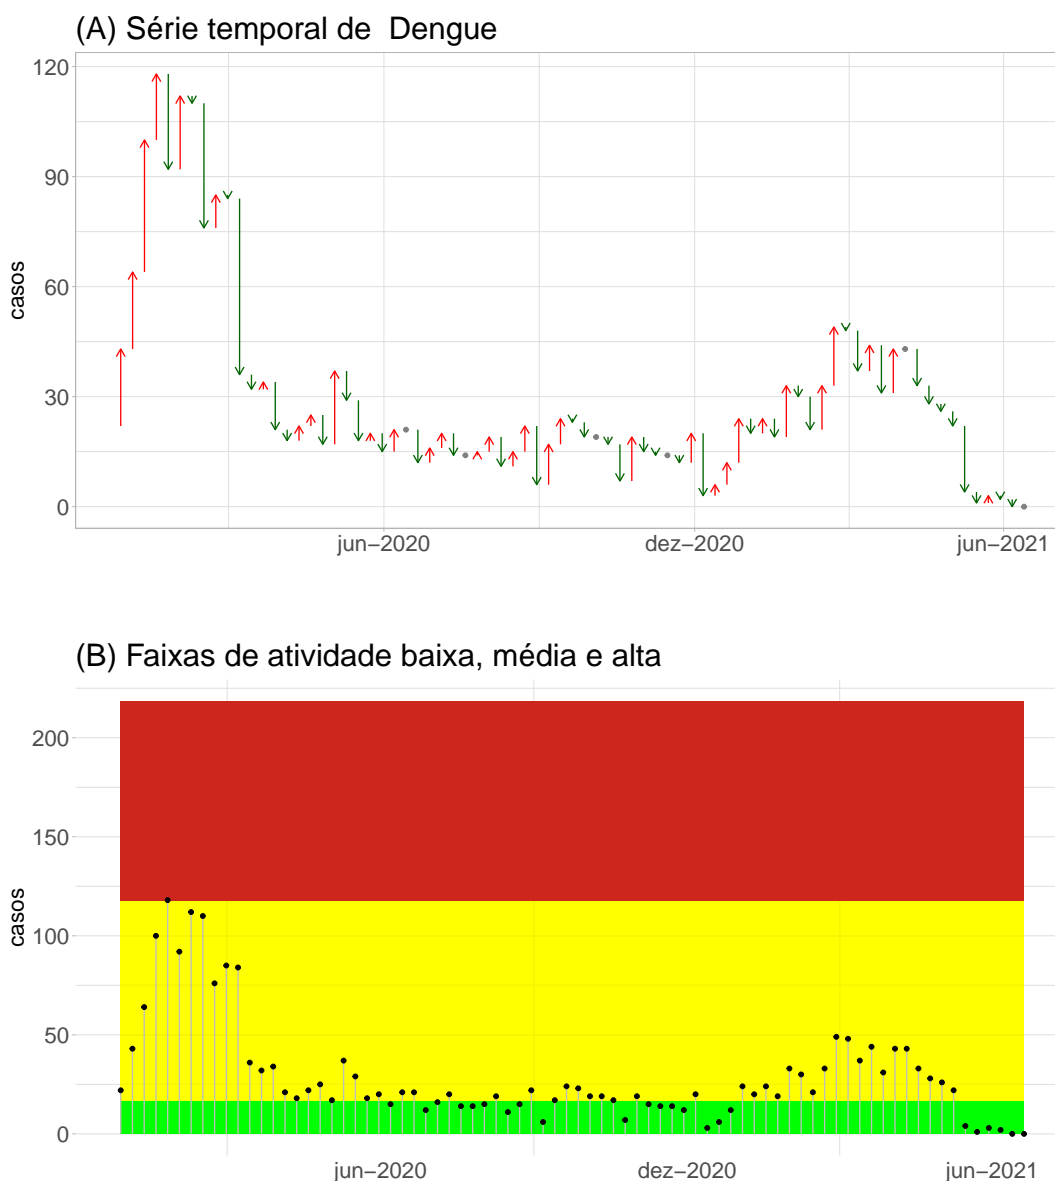 (A) Série temporal de  Dengue
120
90
60
30
0
casos
jun−2020
dez−2020
jun−2021
(B) Faixas de atividade baixa, média e alta
200
150
100
50
0
casos
jun−2020
dez−2020
jun−2021